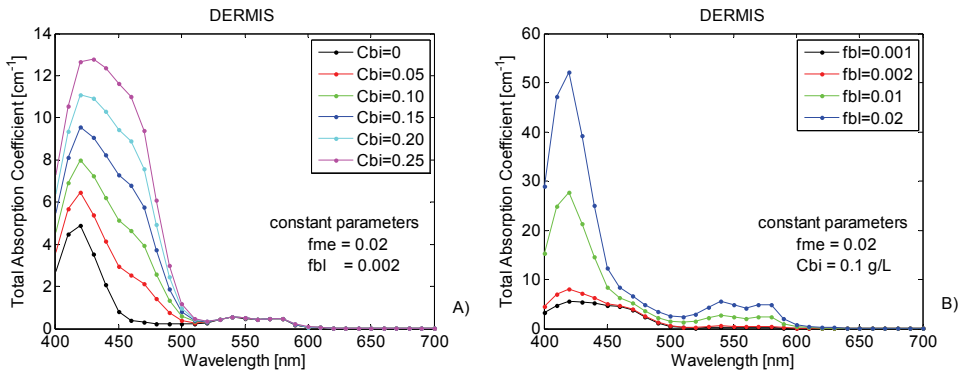 DERMIS
Total Absorption Coefficient [cm⁻¹]
14
12
10
8
6
4
2
0
400
450
500
550
600
650
700
Wavelength [nm]
Cbi=0
Cbi=0.05
Cbi=0.10
Cbi=0.15
Cbi=0.20
Cbi=0.25
constant parameters
fme = 0.02
fbl = 0.002
A)
DERMIS
Total Absorption Coefficient [cm⁻¹]
60
50
40
30
20
10
0
400
450
500
550
600
650
700
Wavelength [nm]
fbl=0.001
fbl=0.002
fbl=0.01
fbl=0.02
constant parameters
fme = 0.02
Cbi = 0.1 g/L
B)